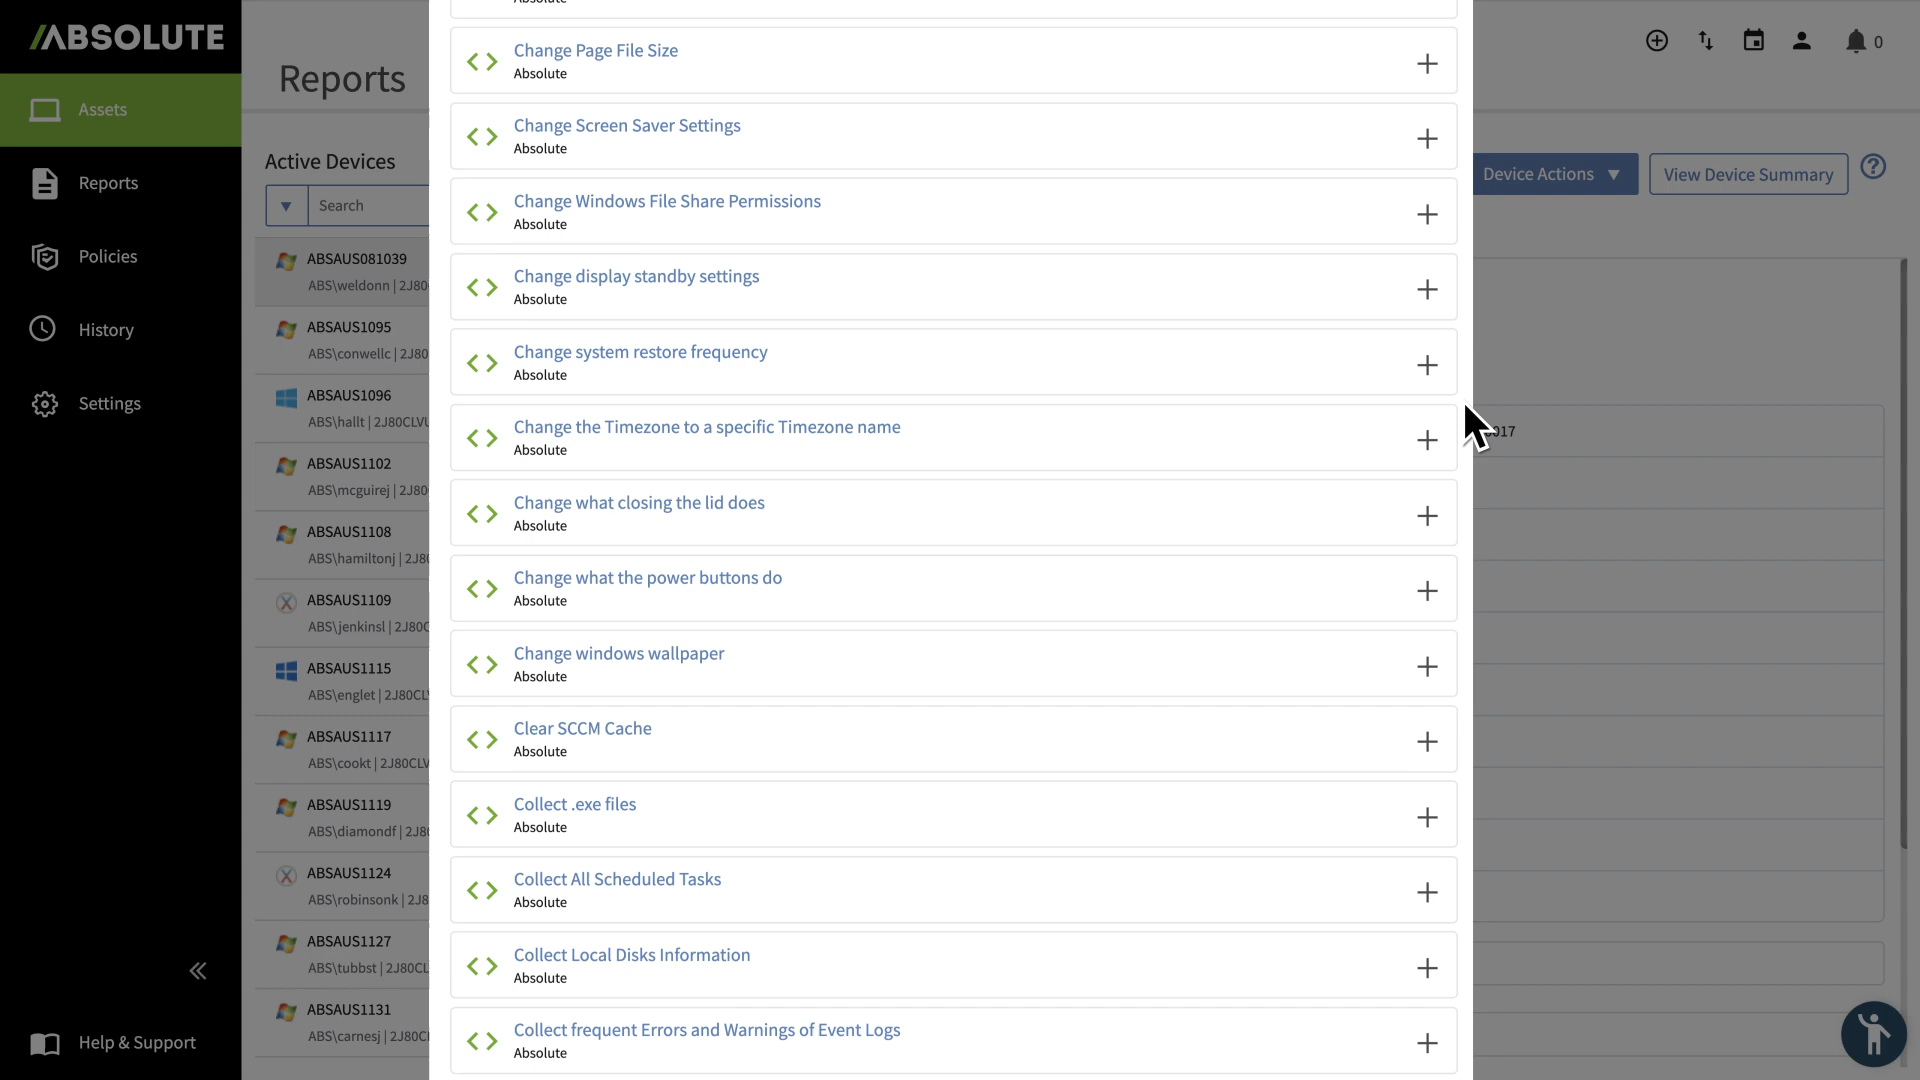 ABSOLUTE
Assets
Reports
Policies
History
Settings
Help & Support
Reports
0
Active Devices
Search
Device Actions
View Device Summary
ABSAUS081039
ABS\weldonn | 2J80
ABSAUS1095
ABS\conwellc | 2J80
ABSAUS1096
ABS\hallt | 2J80CLVU
ABSAUS1102
ABS\mcguirej | 2J80
ABSAUS1108
ABS\hamiltonj | 2J80
ABSAUS1109
ABS\jenkinsl | 2J80C
ABSAUS1115
ABS\englet | 2J80CLV
ABSAUS1117
ABS\cookt | 2J80CLV
ABSAUS1119
ABS\diamondf | 2J80
ABSAUS1124
ABS\robinsonk | 2J8
ABSAUS1127
ABS\tubbst | 2J80CL
ABSAUS1131
ABS\carnesj | 2J80Cl
Absolute
Change Page File Size
Absolute
Change Screen Saver Settings
Absolute
Change Windows File Share Permissions
Absolute
Change display standby settings
Absolute
Change system restore frequency
Absolute
Change the Timezone to a specific Timezone name
Absolute
Change what closing the lid does
Absolute
Change what the power buttons do
Absolute
Change windows wallpaper
Absolute
Clear SCCM Cache
Absolute
Collect .exe files
Absolute
Collect All Scheduled Tasks
Absolute
Collect Local Disks Information
Absolute
Collect frequent Errors and Warnings of Event Logs
Absolute